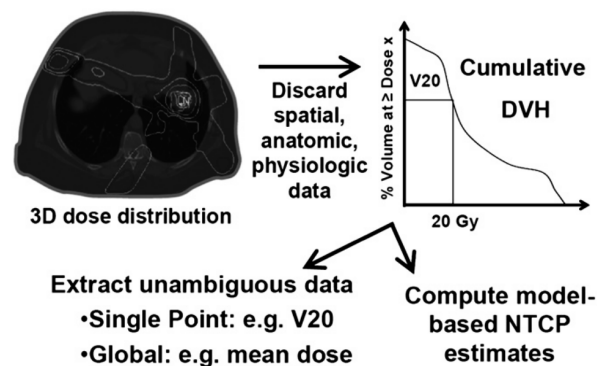 3D dose distribution
Discard
spatial,
anatomic,
physiologic
data
% Volume at ≥ Dose x
V20
Cumulative
DVH
20 Gy
Extract unambiguous data
•Single Point: e.g. V20
•Global: e.g. mean dose
Compute model-
based NTCP
estimates